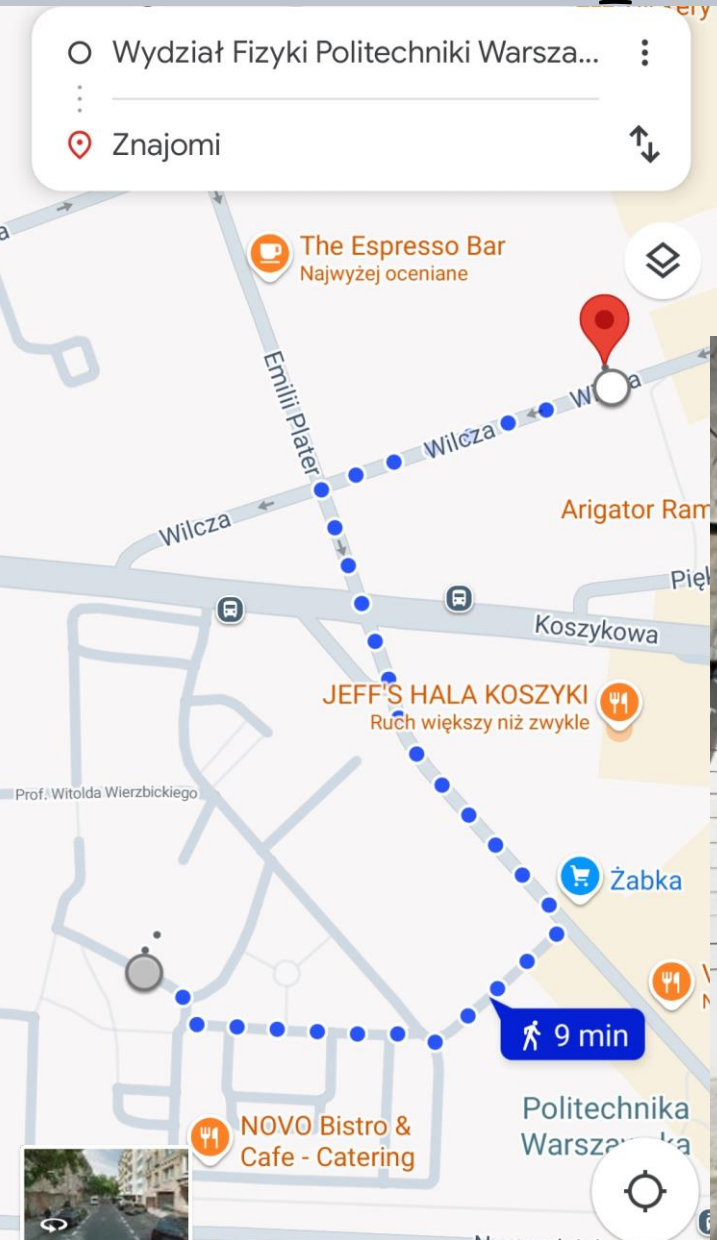 Wydział Fizyki Politechniki Warsza...
Znajomi
The Espresso Bar
Najwyżej oceniane
Emilii Plater
Wilcza
Wilcza
Arigator Ram
Pięk
Koszykowa
JEFF'S HALA KOSZYKI
Ruch większy niż zwykle
Prof. Witolda Wierzbickiego
Żabka
9 min
Politechnika
NOVO Bistro &
Cafe - Catering